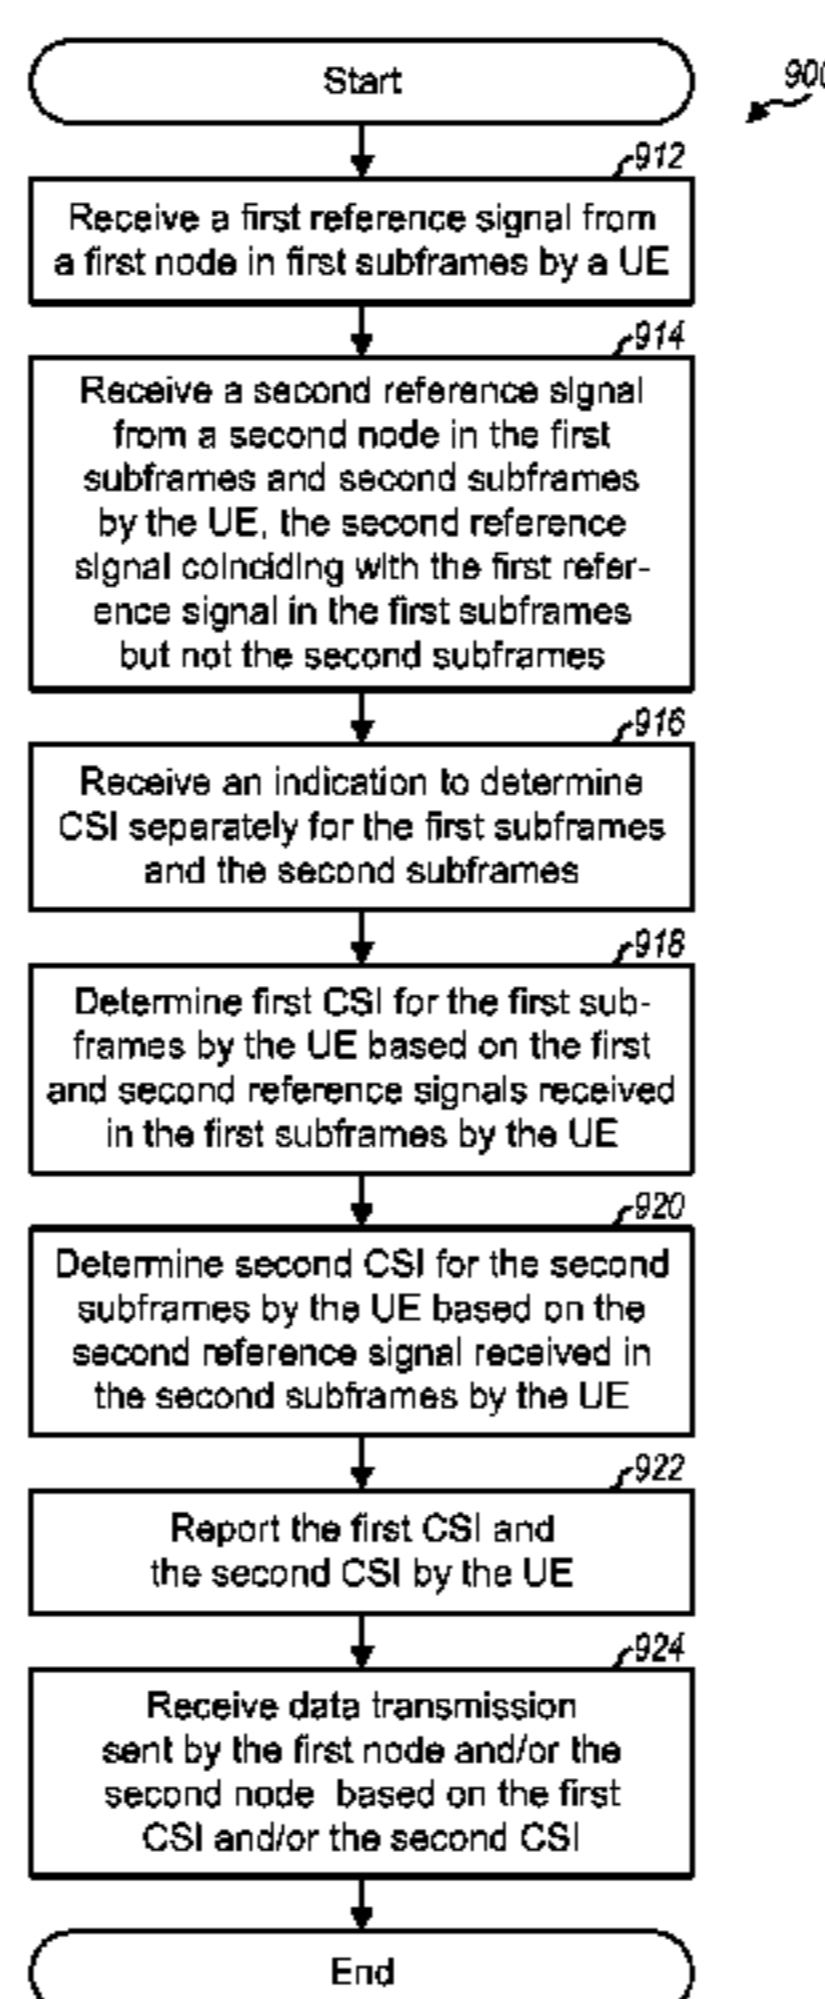 Start
900
912
Receive a first reference signal from
a first node in first subframes by a UE
914
Receive a second reference signal
from a second node in the first
subframes and second subframes
by the UE, the second reference
signal coinciding with the first refer-
ence signal in the first subframes
but not the second subframes
916
Receive an indication to determine
CSI separately for the first subframes
and the second subframes
918
Determine first CSI for the first sub-
frames by the UE based on the first
and second reference signals received
in the first subframes by the UE
920
Determine second CSI for the second
subframes by the UE based on the
second reference signal received in
the second subframes by the UE
922
Report the first CSI and
the second CSI by the UE
924
Receive data transmission
sent by the first node and/or the
second node based on the first
CSI and/or the second CSI
End